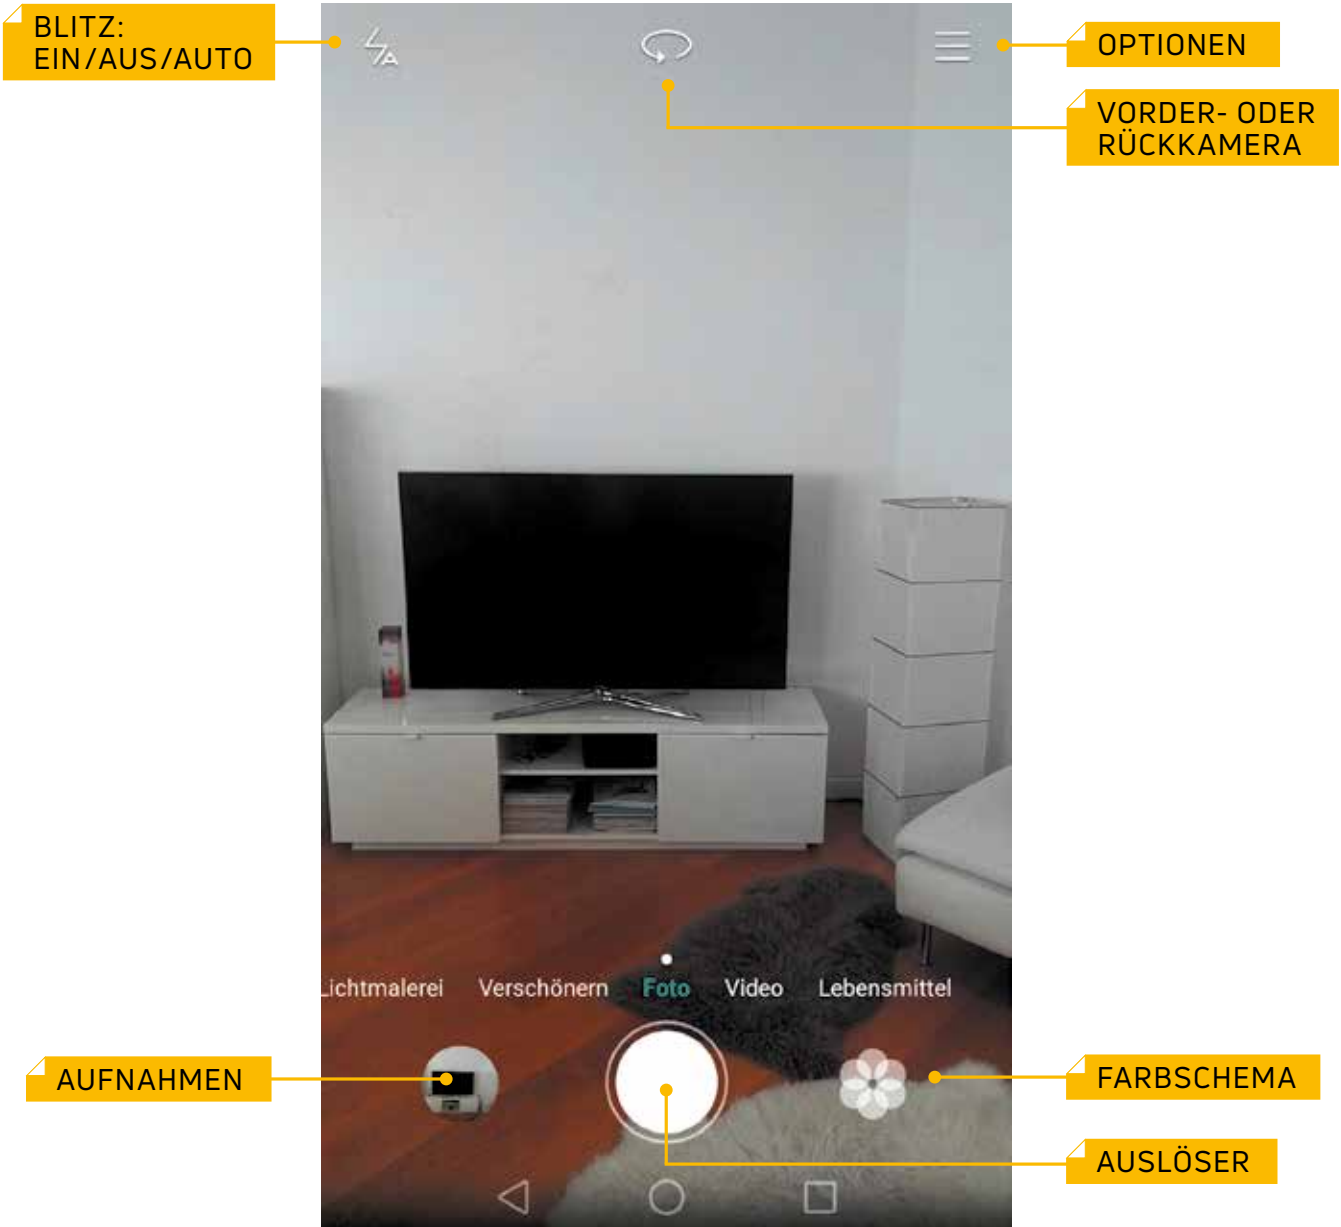 BLITZ:
EIN/AUS/AUTO
OPTIONEN
VORDER- ODER
RÜCKKAMERA
Lichtmalerei Verschönern Foto Video Lebensmittel
AUFNAHMEN
FARBSCHEMA
AUSLÖSER